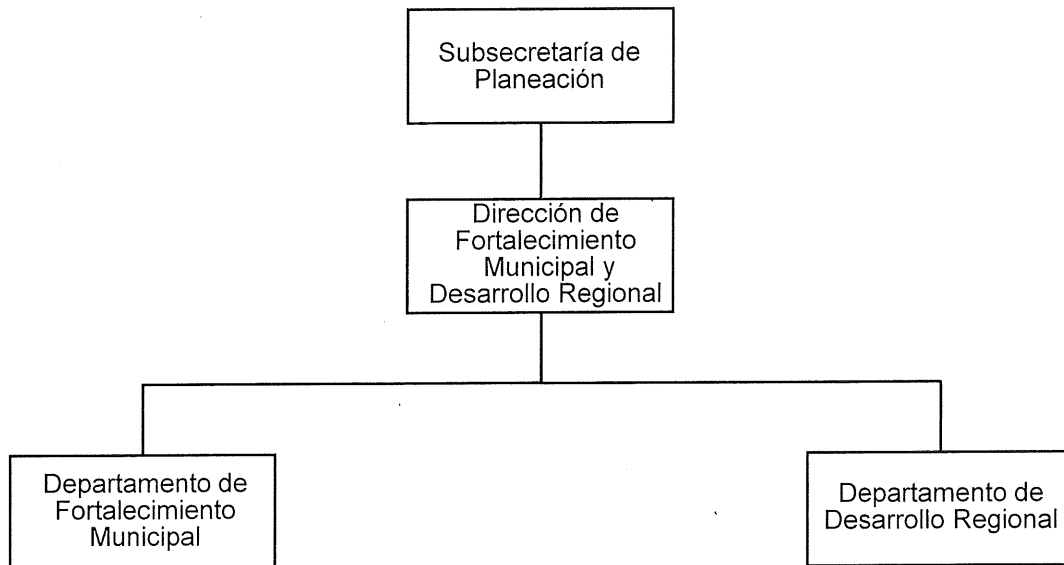 Subsecretaría de
Planeación
Dirección de
Fortalecimiento
Municipal y
Desarrollo Regional
Departamento de
Fortalecimiento
Municipal
Departamento de
Desarrollo Regional